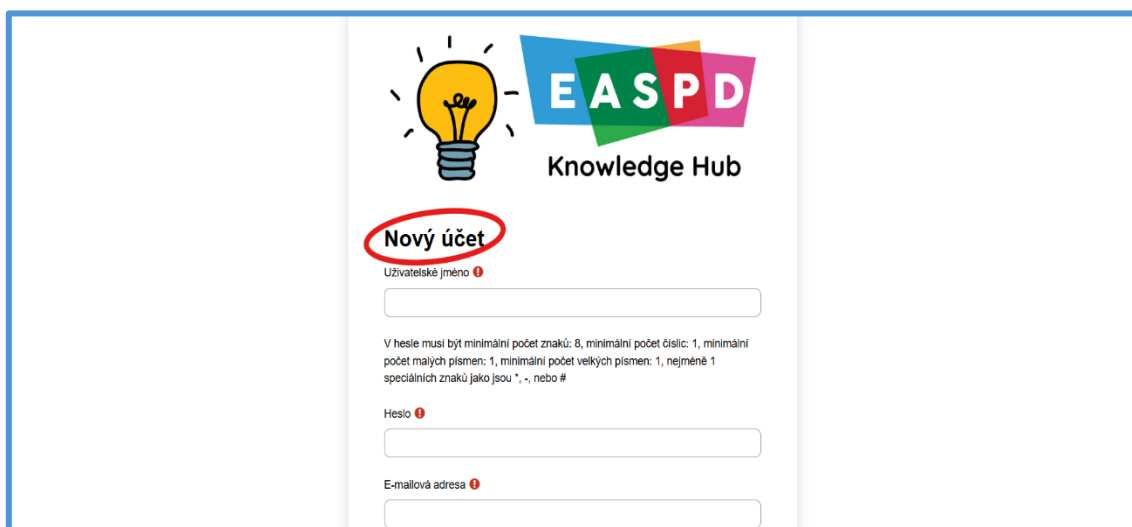 EASPD
Knowledge Hub
Nový účet
Uživatelské jméno
V hesle musí být minimální počet znaků: 8, minimální počet číslic: 1, minimální
počet malých písmen: 1, minimální počet velkých písmen: 1, nejméně 1
speciálních znaků jako jsou *, -, nebo #
Heslo
E-mailová adresa